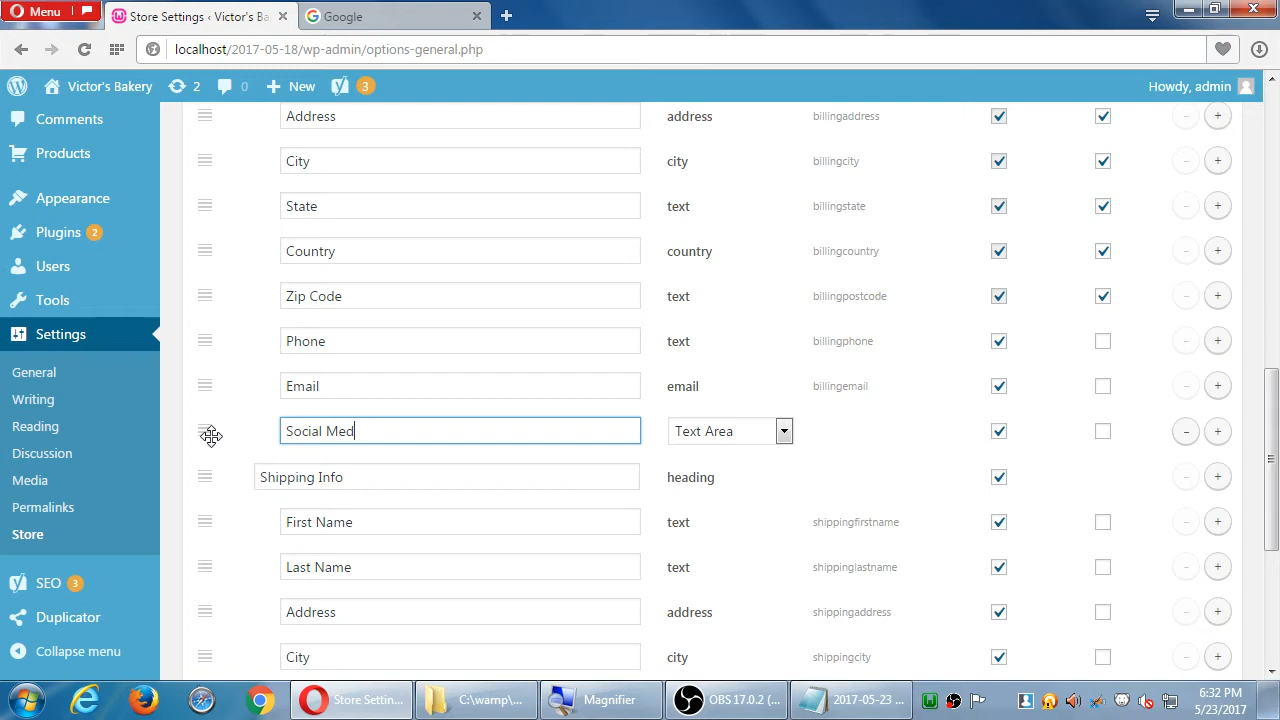 Menu
Store Settings ‹ Victor's Ba
Google
localhost/2017-05-18/wp-admin/options-general.php
Victor's Bakery
2
0
New
3
Howdy, admin
Comments
Products
Appearance
Plugins 2
Users
Tools
Settings
General
Writing
Reading
Discussion
Media
Permalinks
Store
SEO 3
Duplicator
Collapse menu
Address address billingaddress − +
City city billingcity − +
State text billingstate − +
Country country billingcountry − +
Zip Code text billingpostcode − +
Phone text billingphone − +
Email email billingemail − +
Social Med Text Area − +
Shipping Info heading − +
First Name text shippingfirstname − +
Last Name text shippinglastname − +
Address address shippingaddress − +
City city shippingcity − +
Store Settin...
C:\wamp\...
Magnifier
OBS 17.0.2 (...
2017-05-23 ...
6:32 PM
5/23/2017